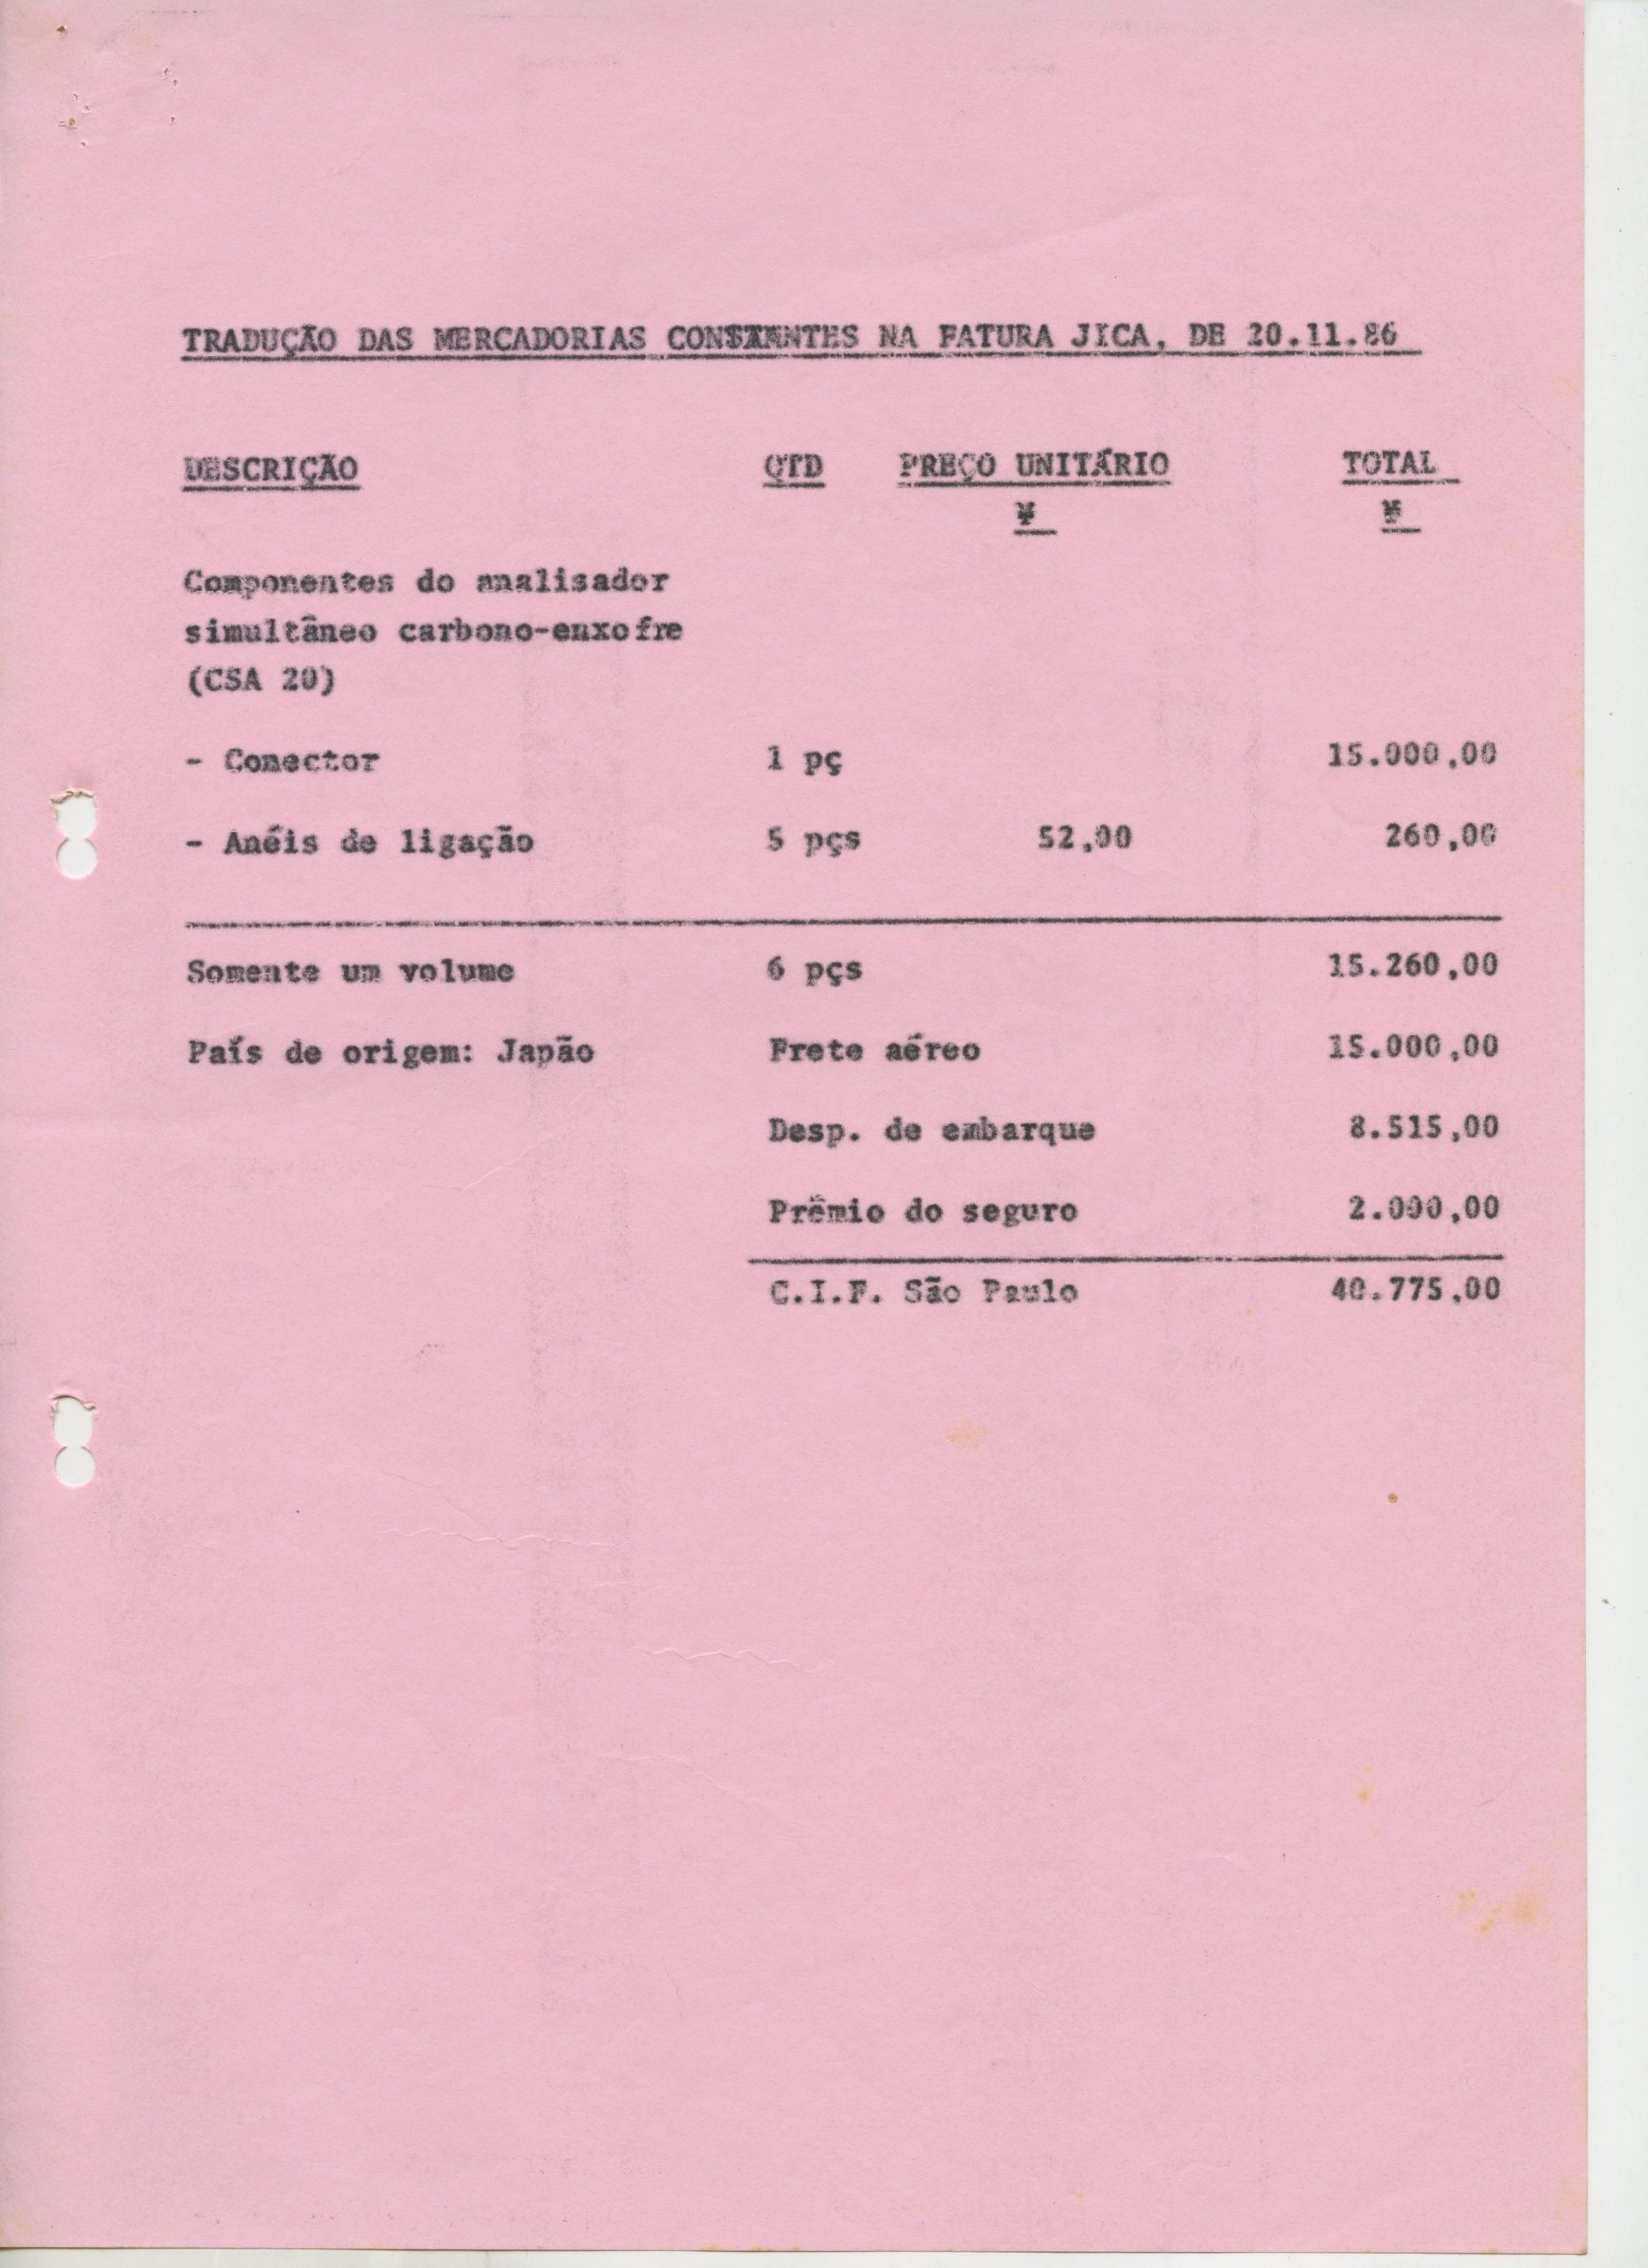 TRADUÇÃO DAS MERCADORIAS CONSTANTES NA FATURA JICA, DE 20.11.86
DESCRIÇÃO QTD PREÇO UNITÁRIO TOTAL
¥ ¥
Componentes do analisador
simultâneo carbono-enxofre
(CSA 20)
- Conector 1 pç 15.000,00
- Anéis de ligação 5 pçs 52,00 260,00
Somente um volume 6 pçs 15.260,00
País de origem: Japão Frete aéreo 15.000,00
Desp. de embarque 8.515,00
Prêmio do seguro 2.000,00
C.I.F. São Paulo 40.775,00